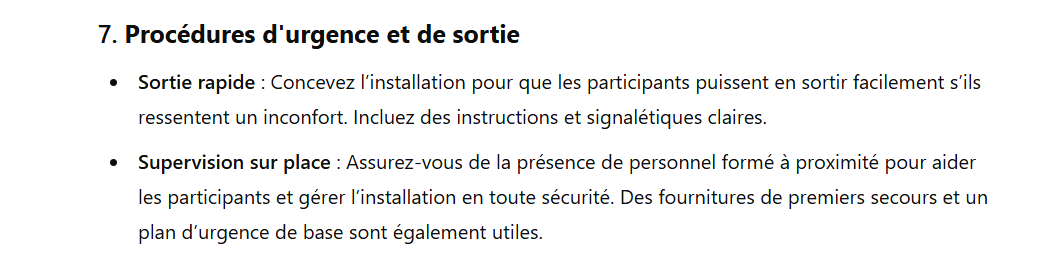 7. Procédures d'urgence et de sortie
• Sortie rapide : Concevez l’installation pour que les participants puissent en sortir facilement s’ils
ressentent un inconfort. Incluez des instructions et signalétiques claires.
• Supervision sur place : Assurez-vous de la présence de personnel formé à proximité pour aider
les participants et gérer l’installation en toute sécurité. Des fournitures de premiers secours et un
plan d’urgence de base sont également utiles.